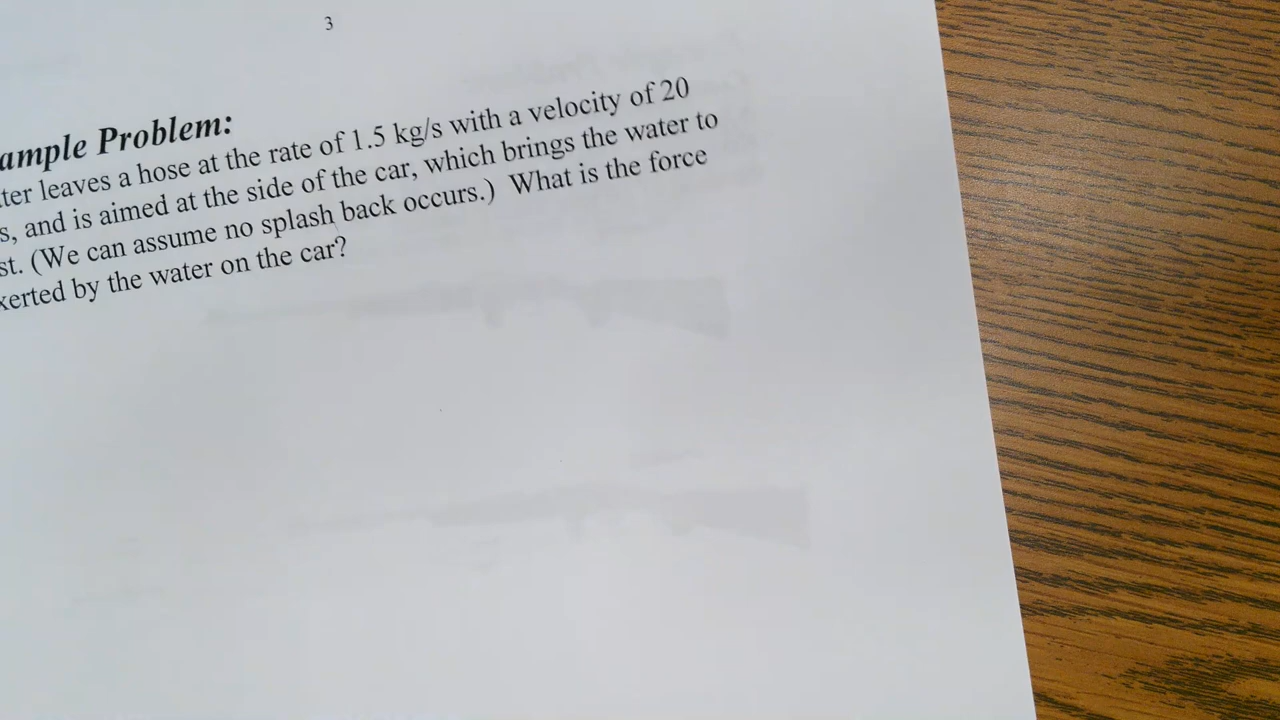 3
ample Problem:
ter leaves a hose at the rate of 1.5 kg/s with a velocity of 20
s, and is aimed at the side of the car, which brings the water to
st. (We can assume no splash back occurs.) What is the force
xerted by the water on the car?